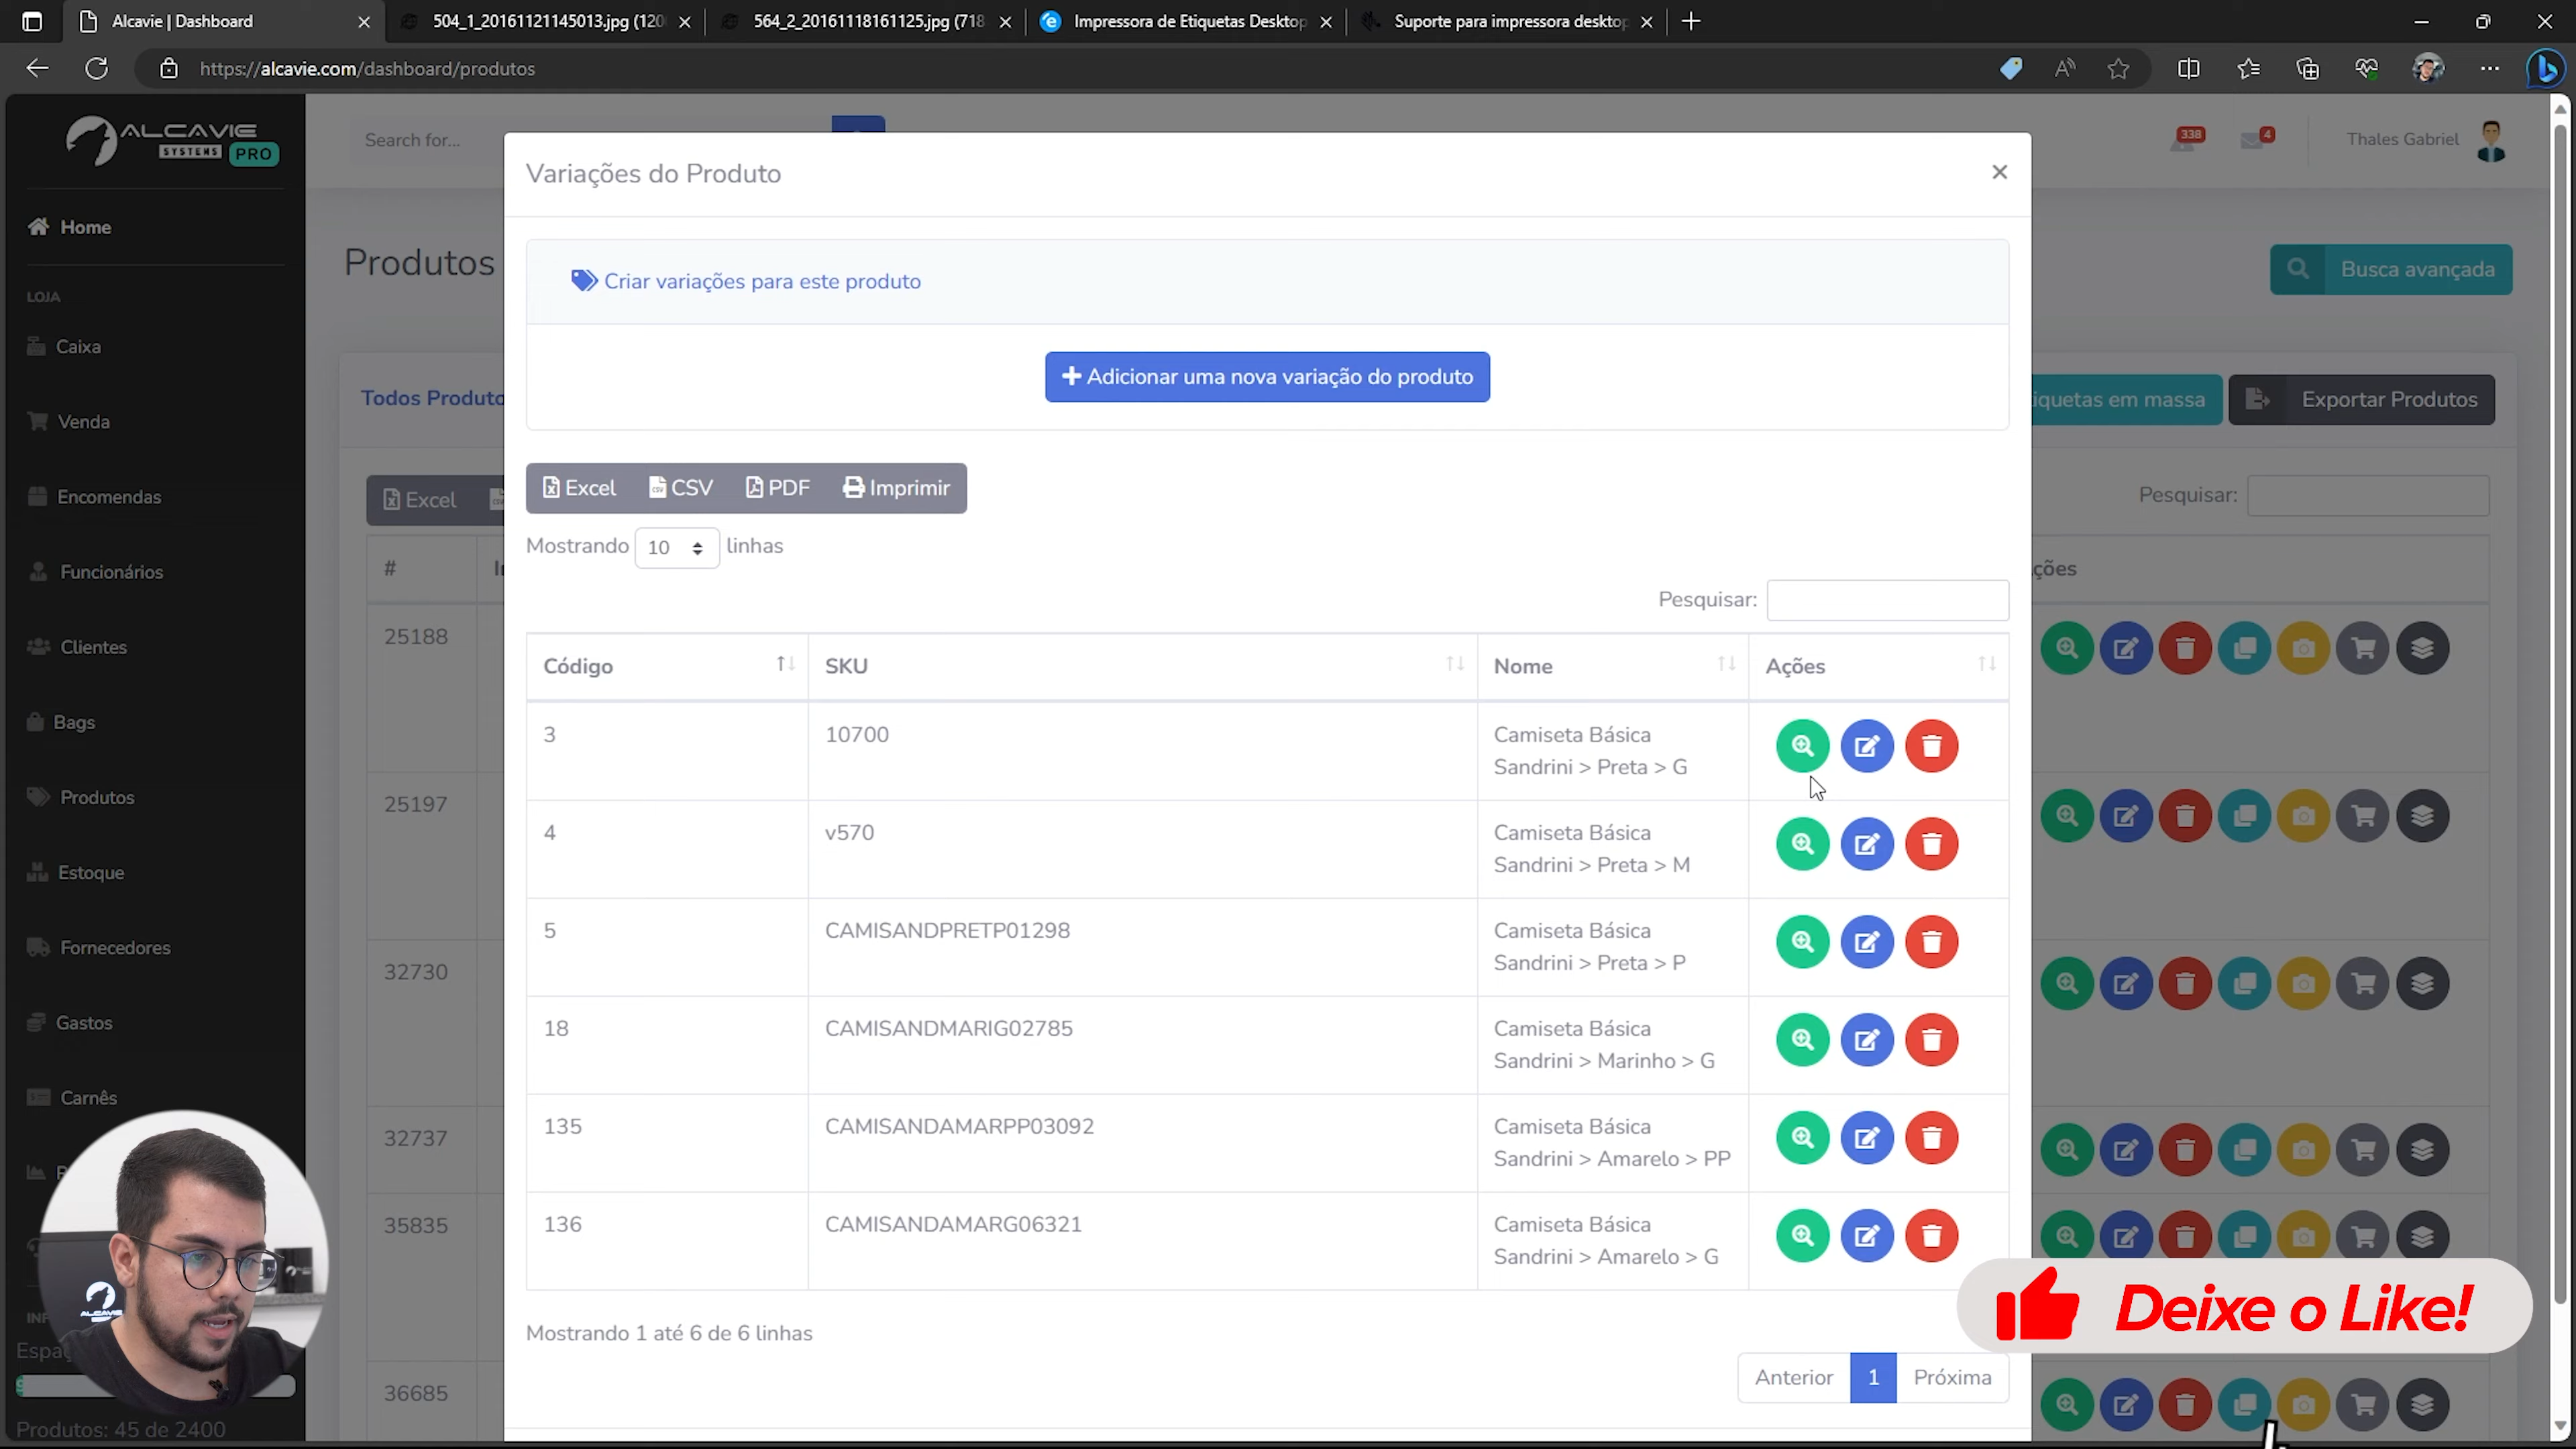 Alcavie | Dashboard
504_1_20161121145013.jpg (120
564_2_20161118161125.jpg (718
Impressora de Etiquetas Desktop
Suporte para impressora desktop
https://alcavie.com/dashboard/produtos
ALCAVIE
SYSTEMS PRO
Search for...
338
4
Thales Gabriel
Home
LOJA
Caixa
Venda
Encomendas
Funcionários
Clientes
Bags
Produtos
Estoque
Fornecedores
Gastos
Carnês
Produtos: 45 de 2400
Produtos
Busca avançada
Todos Produto
iquetas em massa
Exportar Produtos
Excel
Pesquisar:
#
ções
25188
25197
32730
32737
35835
36685
Variações do Produto
Criar variações para este produto
+ Adicionar uma nova variação do produto
Excel CSV PDF Imprimir
Mostrando 10 linhas
Pesquisar:
Código SKU Nome Ações
3 10700 Camiseta Básica
Sandrini > Preta > G
4 v570 Camiseta Básica
Sandrini > Preta > M
5 CAMISANDPRETP01298 Camiseta Básica
Sandrini > Preta > P
18 CAMISANDMARIG02785 Camiseta Básica
Sandrini > Marinho > G
135 CAMISANDAMARPP03092 Camiseta Básica
Sandrini > Amarelo > PP
136 CAMISANDAMARG06321 Camiseta Básica
Sandrini > Amarelo > G
Mostrando 1 até 6 de 6 linhas
Anterior 1 Próxima
Deixe o Like!